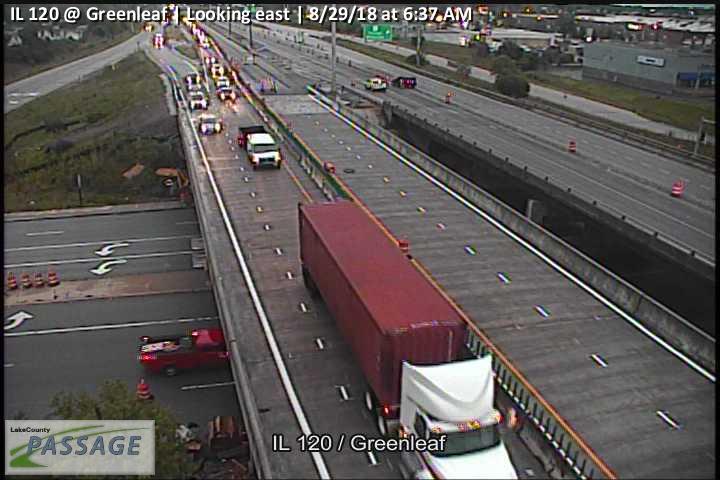 IL 120 @ Greenleaf | Looking east | 8/29/18 at 6:37 AM
IL 120 / Greenleaf
LakeCounty
PASSAGE